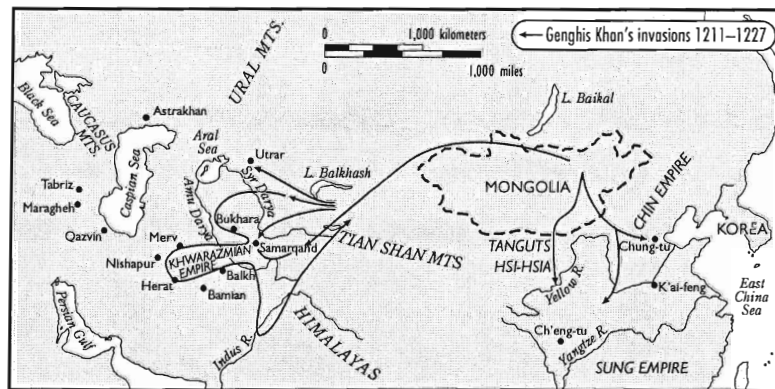 0 1,000 kilometers
0 1,000 miles
Genghis Khan's invasions 1211–1227
Black Sea
CAUCASUS MTS.
Astrakhan
URAL MTS.
Aral Sea
Caspian Sea
Utrar
Syr Darya
L. Balkhash
L. Baikal
Tabriz
Maragheh
Qazvin
Amu Darya
Bukhara
MONGOLIA
CHIN EMPIRE
Merv
KHWARAZMIAN EMPIRE
Samarqand
TIAN SHAN MTS
TANGUTS
HSI-HSIA
Chung-tu
KOREA
Nishapur
Balkh
Herat
Bamian
Yellow R.
K'ai-feng
East China Sea
Persian Gulf
Indus R.
HIMALAYAS
Ch'eng-tu
Yangtze R.
SUNG EMPIRE